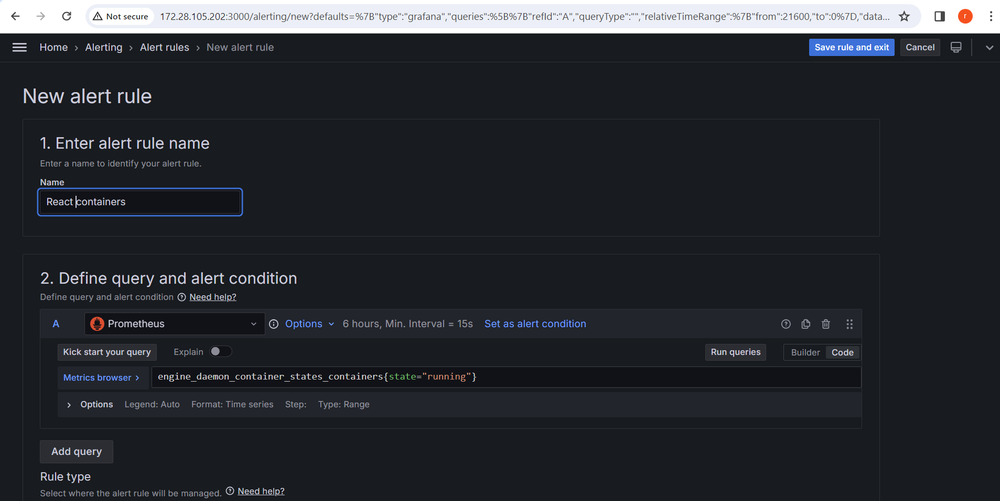 Not secure 172.28.105.202:3000/alerting/new?defaults=%7B"type":"grafana","queries":%5B%7B"refId":"A","queryType":"","relativeTimeRange":%7B"from":21600,"to":0%7D,"data... r
Home › Alerting › Alert rules › New alert rule Save rule and exit Cancel
New alert rule
1. Enter alert rule name
Enter a name to identify your alert rule.
Name
React containers
2. Define query and alert condition
Define query and alert condition Need help?
A Prometheus Options 6 hours, Min. Interval = 15s Set as alert condition
Kick start your query Explain Run queries Builder Code
Metrics browser › engine_daemon_container_states_containers{state="running"}
› Options Legend: Auto Format: Time series Step: Type: Range
Add query
Rule type
Select where the alert rule will be managed. Need help?